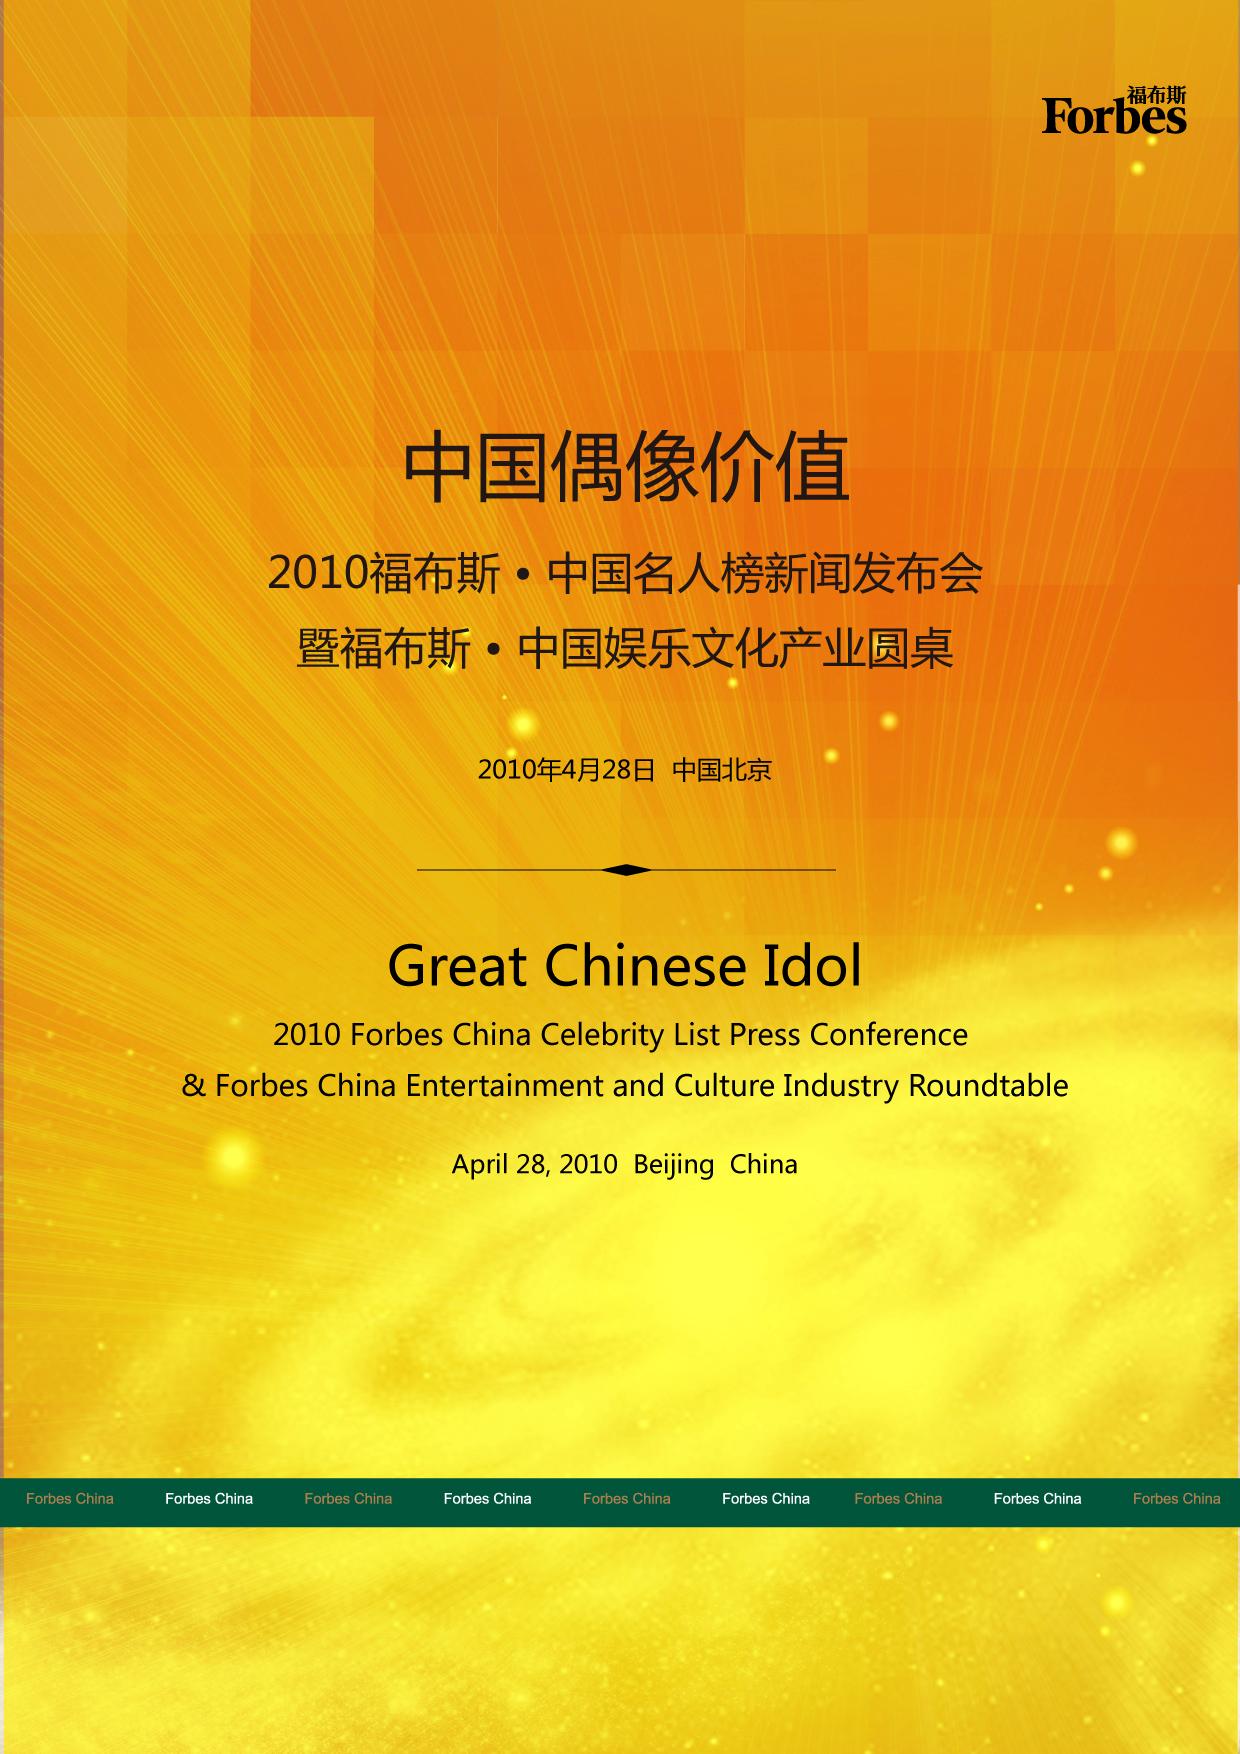 福布斯
Forbes
中国偶像价值
2010福布斯•中国名人榜新闻发布会
暨福布斯•中国娱乐文化产业圆桌
2010年4月28日 中国北京
Great Chinese Idol
2010 Forbes China Celebrity List Press Conference
& Forbes China Entertainment and Culture Industry Roundtable
April 28, 2010 Beijing China
Forbes China Forbes China Forbes China Forbes China Forbes China Forbes China Forbes China Forbes China Forbes China